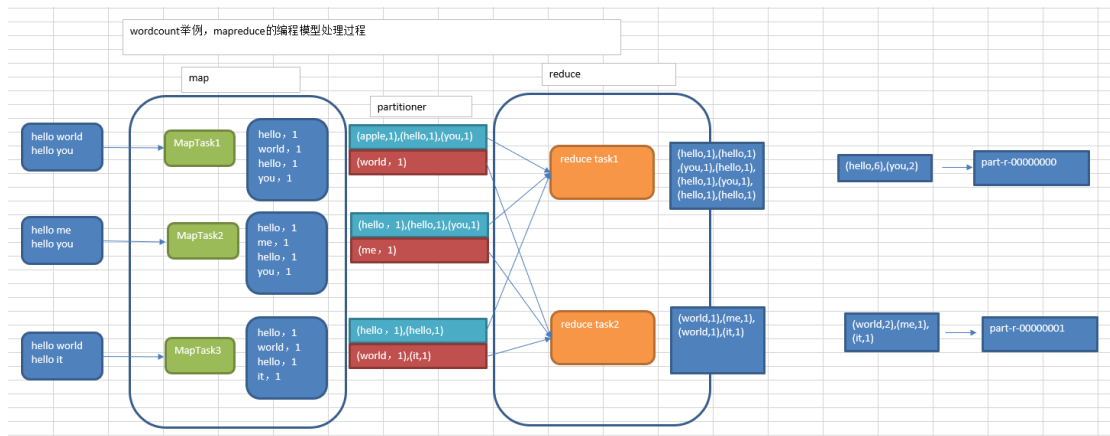 wordcount举例，mapreduce的编程模型处理过程
map
reduce
partitioner
hello world
hello you
MapTask1
hello，1
world，1
hello，1
you，1
(apple,1),(hello,1),(you,1)
(world，1)
reduce task1
(hello,1),(hello,1)
,(you,1),(hello,1),
(hello,1),(you,1),
(hello,1),(hello,1)
(hello,6),(you,2)
part-r-00000000
hello me
hello you
MapTask2
hello，1
me，1
hello，1
you，1
(hello，1),(hello,1),(you,1)
(me，1)
hello world
hello it
MapTask3
hello，1
world，1
hello，1
it，1
(hello，1),(hello,1)
(world，1),(it,1)
reduce task2
(world,1),(me,1),
(world,1),(it,1)
(world,2),(me,1),
(it,1)
part-r-00000001